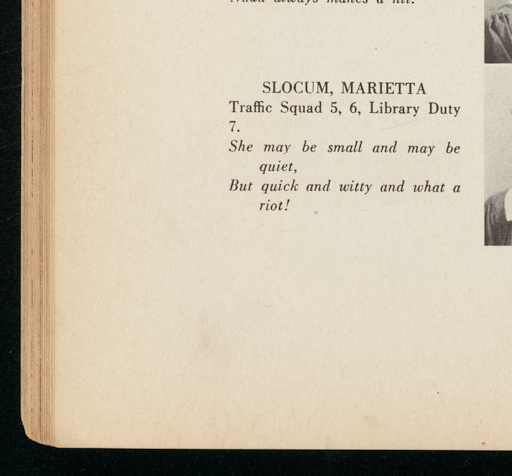 always makes a hit.
SLOCUM, MARIETTA
Traffic Squad 5, 6, Library Duty
7.
She may be small and may be
quiet,
But quick and witty and what a
riot!